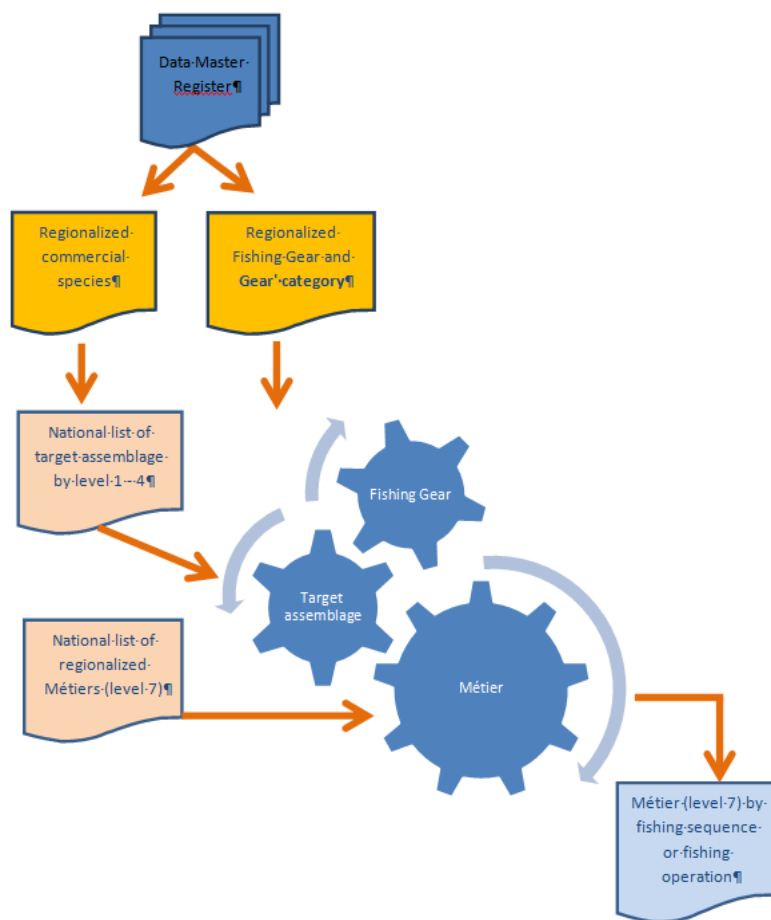 Data·Master·
Register¶
Regionalized·
commercial·
species¶
Regionalized·
Fishing·Gear·and·
Gear'·category¶
National·list·of·
target·assemblage·
by·level·1·-·4¶
Fishing Gear
Target
assemblage
National·list·of·
regionalized·
Métiers·(level·7)¶
Métier
Métier·(level·7)·by·
fishing·sequence·
or·fishing·
operation¶